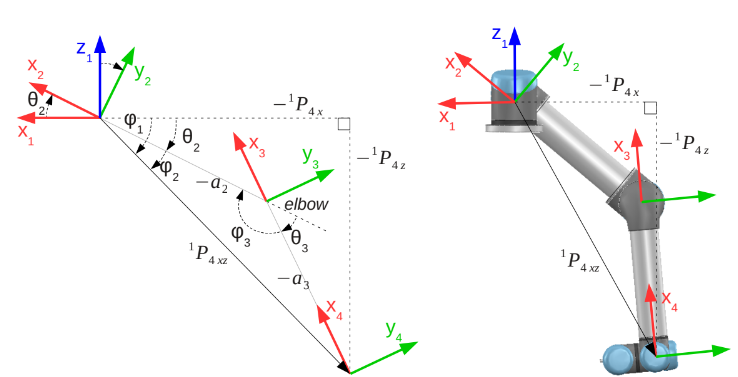 z₁
y₂
x₂
θ₂
x₁
φ₁
θ₂
φ₂
−¹P₄ₓ
−¹P₄z
x₃
y₃
−a₂
elbow
φ₃
θ₃
¹P₄xz
−a₃
x₄
y₄
z₁
y₂
x₂
x₁
−¹P₄ₓ
−¹P₄z
x₃
¹P₄xz
x₄